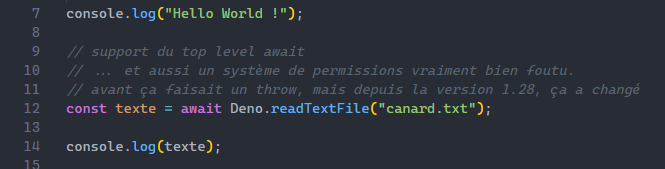 7 console.log("Hello World !");
8
9 // support du top level await
10 // ... et aussi un système de permissions vraiment bien foutu.
11 // avant ça faisait un throw, mais depuis la version 1.28, ça a changé
12 const texte = await Deno.readTextFile("canard.txt");
13
14 console.log(texte);
15